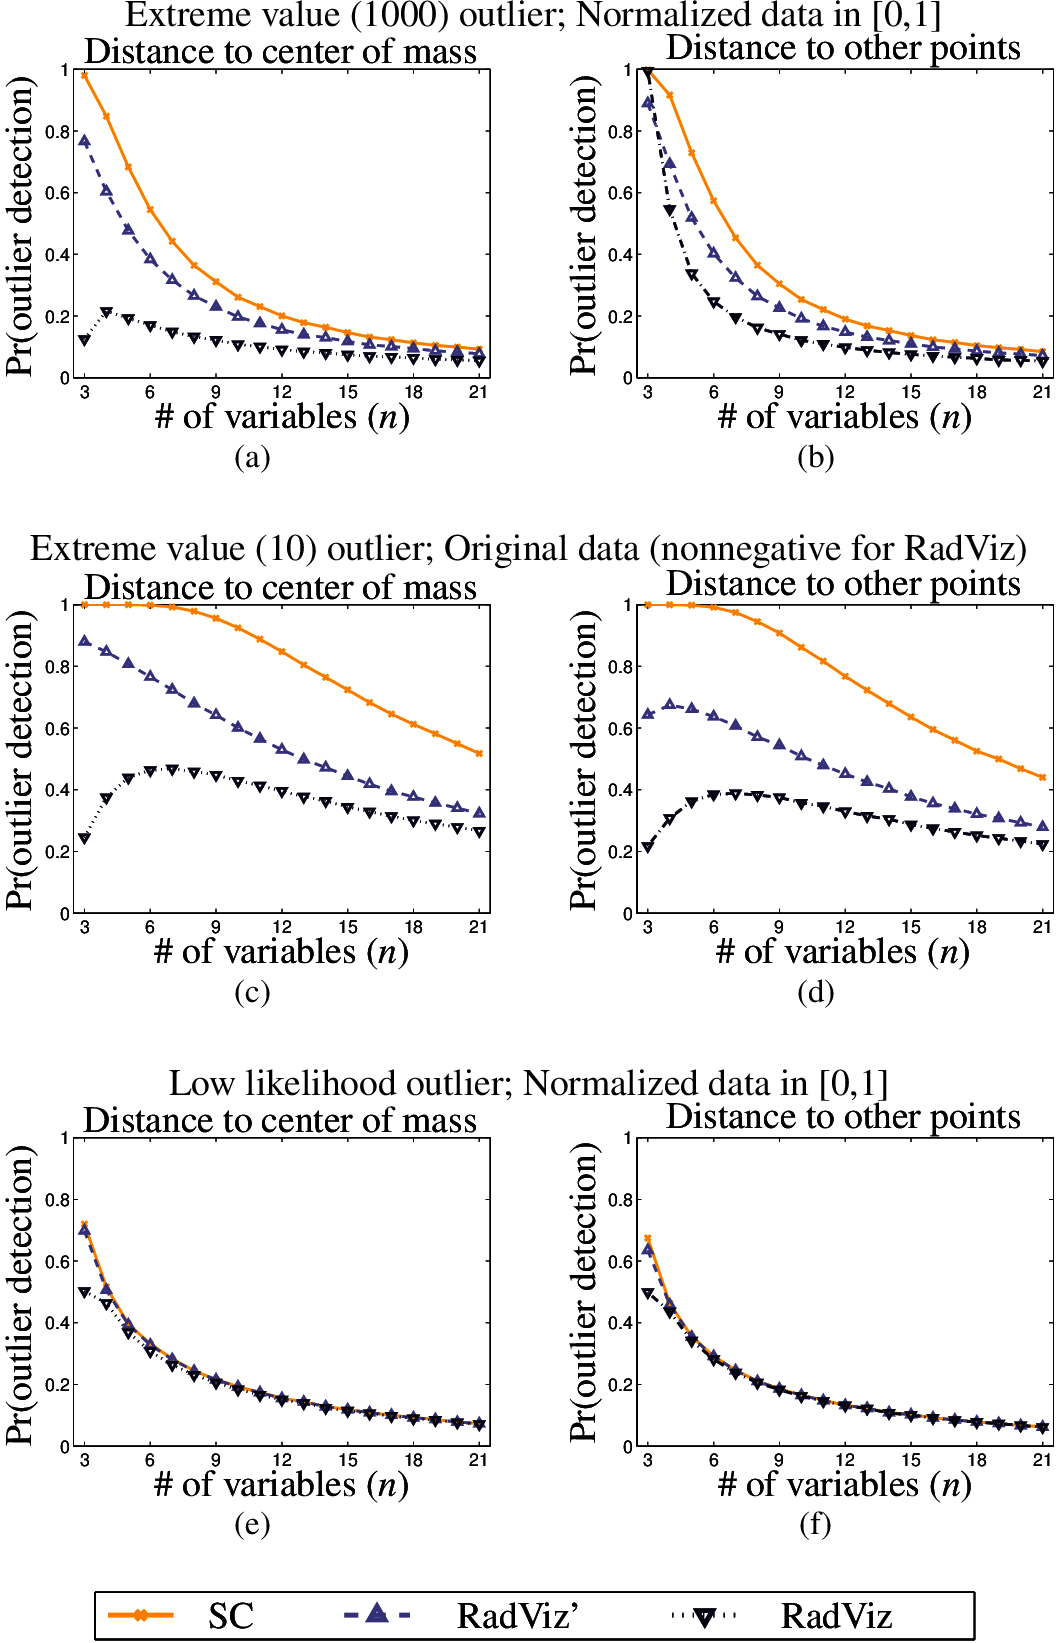 Extreme value (1000) outlier; Normalized data in [0,1]
Distance to center of mass
Distance to other points
Pr(outlier detection)
1
0.8
0.6
0.4
0.2
0
3 6 9 12 15 18 21
# of variables (n)
(a)
Pr(outlier detection)
1
0.8
0.6
0.4
0.2
0
3 6 9 12 15 18 21
# of variables (n)
(b)
Extreme value (10) outlier; Original data (nonnegative for RadViz)
Distance to center of mass
Distance to other points
Pr(outlier detection)
1
0.8
0.6
0.4
0.2
0
3 6 9 12 15 18 21
# of variables (n)
(c)
Pr(outlier detection)
1
0.8
0.6
0.4
0.2
0
3 6 9 12 15 18 21
# of variables (n)
(d)
Low likelihood outlier; Normalized data in [0,1]
Distance to center of mass
Distance to other points
Pr(outlier detection)
1
0.8
0.6
0.4
0.2
0
3 6 9 12 15 18 21
# of variables (n)
(e)
Pr(outlier detection)
1
0.8
0.6
0.4
0.2
0
3 6 9 12 15 18 21
# of variables (n)
(f)
SC RadViz' RadViz